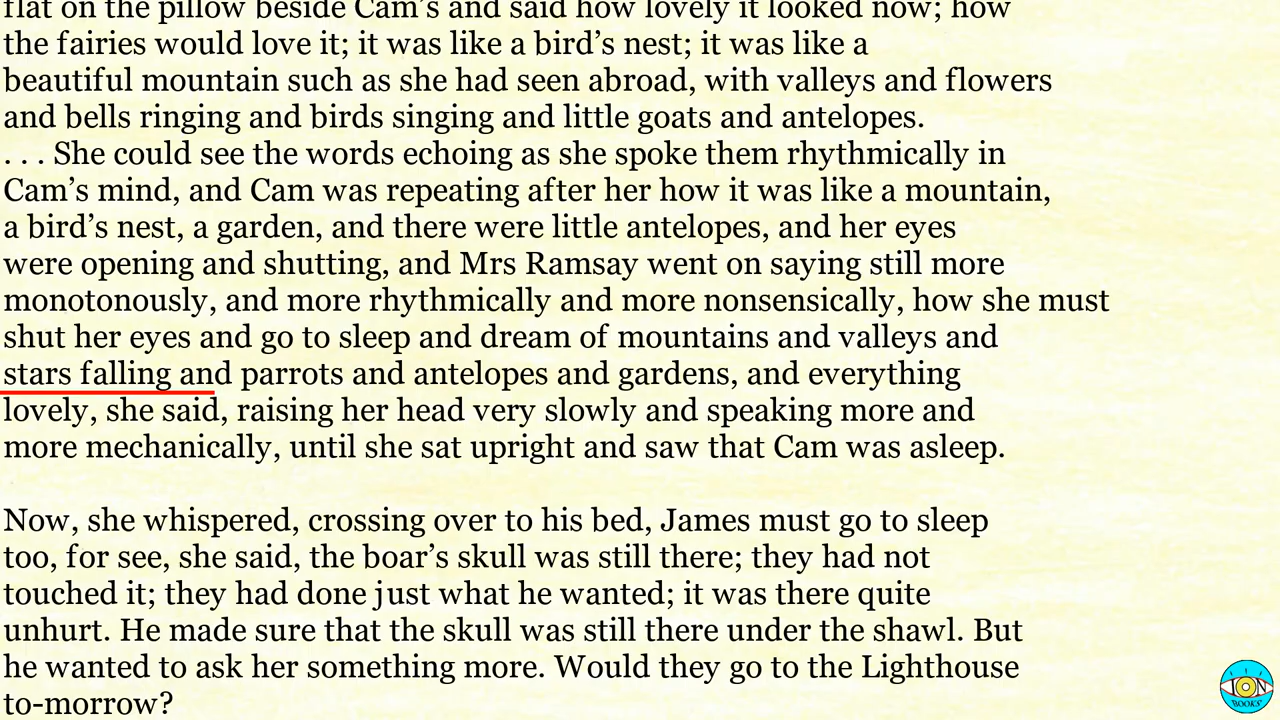 flat on the pillow beside Cam’s and said how lovely it looked now; how
the fairies would love it; it was like a bird’s nest; it was like a
beautiful mountain such as she had seen abroad, with valleys and flowers
and bells ringing and birds singing and little goats and antelopes.
. . . She could see the words echoing as she spoke them rhythmically in
Cam’s mind, and Cam was repeating after her how it was like a mountain,
a bird’s nest, a garden, and there were little antelopes, and her eyes
were opening and shutting, and Mrs Ramsay went on saying still more
monotonously, and more rhythmically and more nonsensically, how she must
shut her eyes and go to sleep and dream of mountains and valleys and
stars falling and parrots and antelopes and gardens, and everything
lovely, she said, raising her head very slowly and speaking more and
more mechanically, until she sat upright and saw that Cam was asleep.
Now, she whispered, crossing over to his bed, James must go to sleep
too, for see, she said, the boar’s skull was still there; they had not
touched it; they had done just what he wanted; it was there quite
unhurt. He made sure that the skull was still there under the shawl. But
he wanted to ask her something more. Would they go to the Lighthouse
to-morrow?
ION
BOOKS